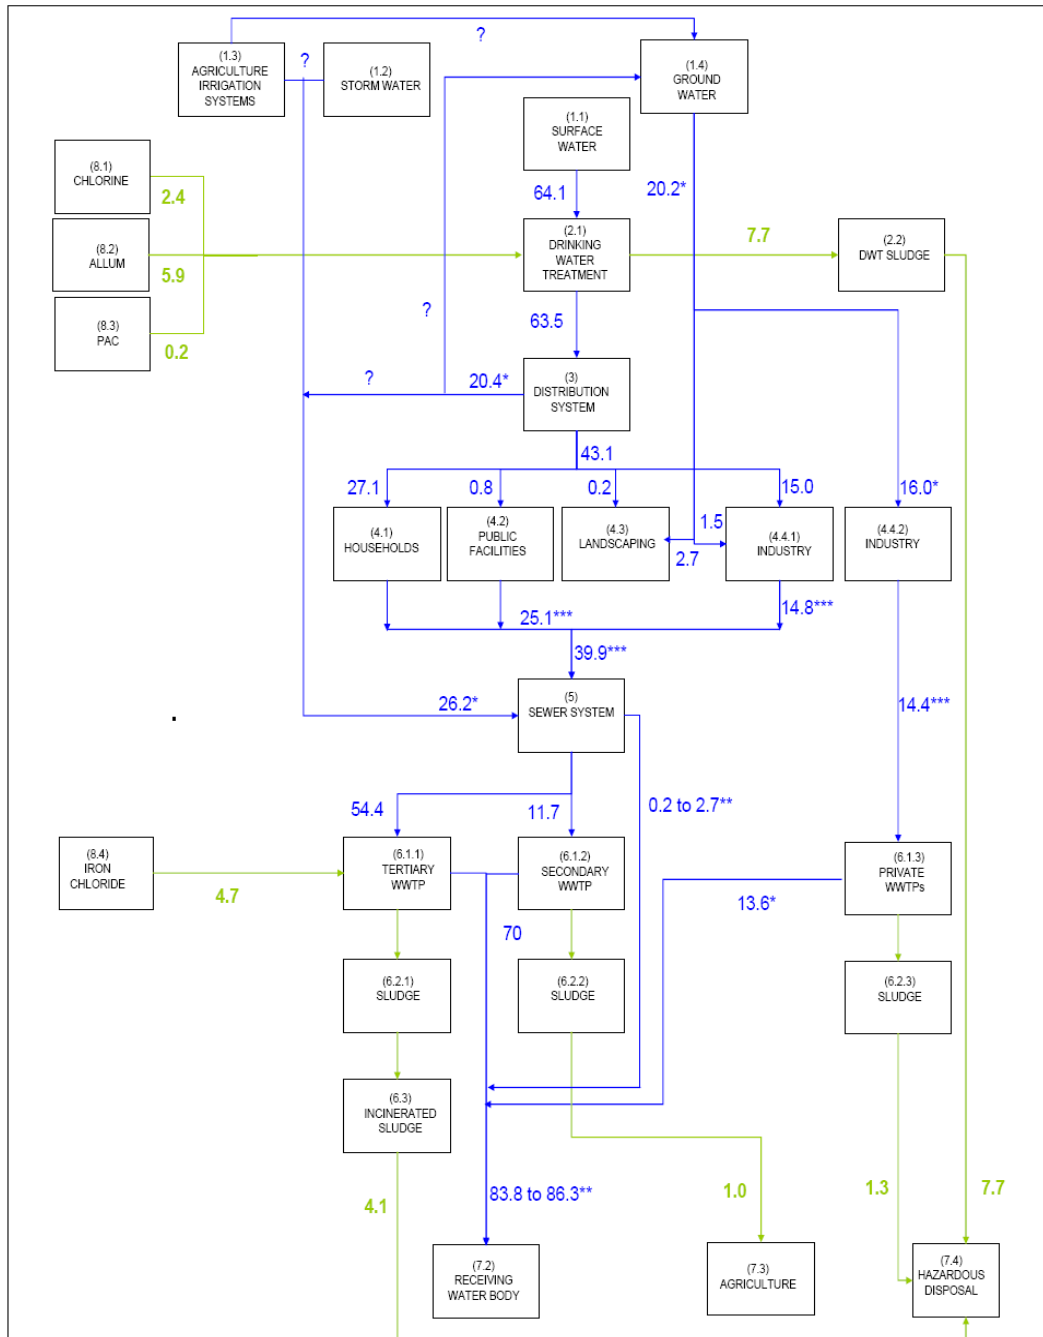 ?
?
(1.3)
AGRICULTURE
IRRIGATION
SYSTEMS
(1.2)
STORM WATER
(1.4)
GROUND
WATER
(1.1)
SURFACE
WATER
(8.1)
CHLORINE
2.4
64.1
20.2*
(8.2)
ALLUM
5.9
(2.1)
DRINKING
WATER
TREATMENT
7.7
(2.2)
DWT SLUDGE
(8.3)
PAC
0.2
?
63.5
?
20.4*
(3)
DISTRIBUTION
SYSTEM
43.1
27.1
0.8
0.2
15.0
16.0*
(4.1)
HOUSEHOLDS
(4.2)
PUBLIC
FACILITIES
(4.3)
LANDSCAPING
1.5
2.7
(4.4.1)
INDUSTRY
(4.4.2)
INDUSTRY
25.1***
14.8***
39.9***
26.2*
(5)
SEWER SYSTEM
14.4***
54.4
11.7
0.2 to 2.7**
(8.4)
IRON
CHLORIDE
4.7
(6.1.1)
TERTIARY
WWTP
(6.1.2)
SECONDARY
WWTP
(6.1.3)
PRIVATE
WWTPs
13.6*
70
(6.2.1)
SLUDGE
(6.2.2)
SLUDGE
(6.2.3)
SLUDGE
(6.3)
INCINERATED
SLUDGE
4.1
83.8 to 86.3**
1.0
1.3
7.7
(7.2)
RECEIVING
WATER BODY
(7.3)
AGRICULTURE
(7.4)
HAZARDOUS
DISPOSAL